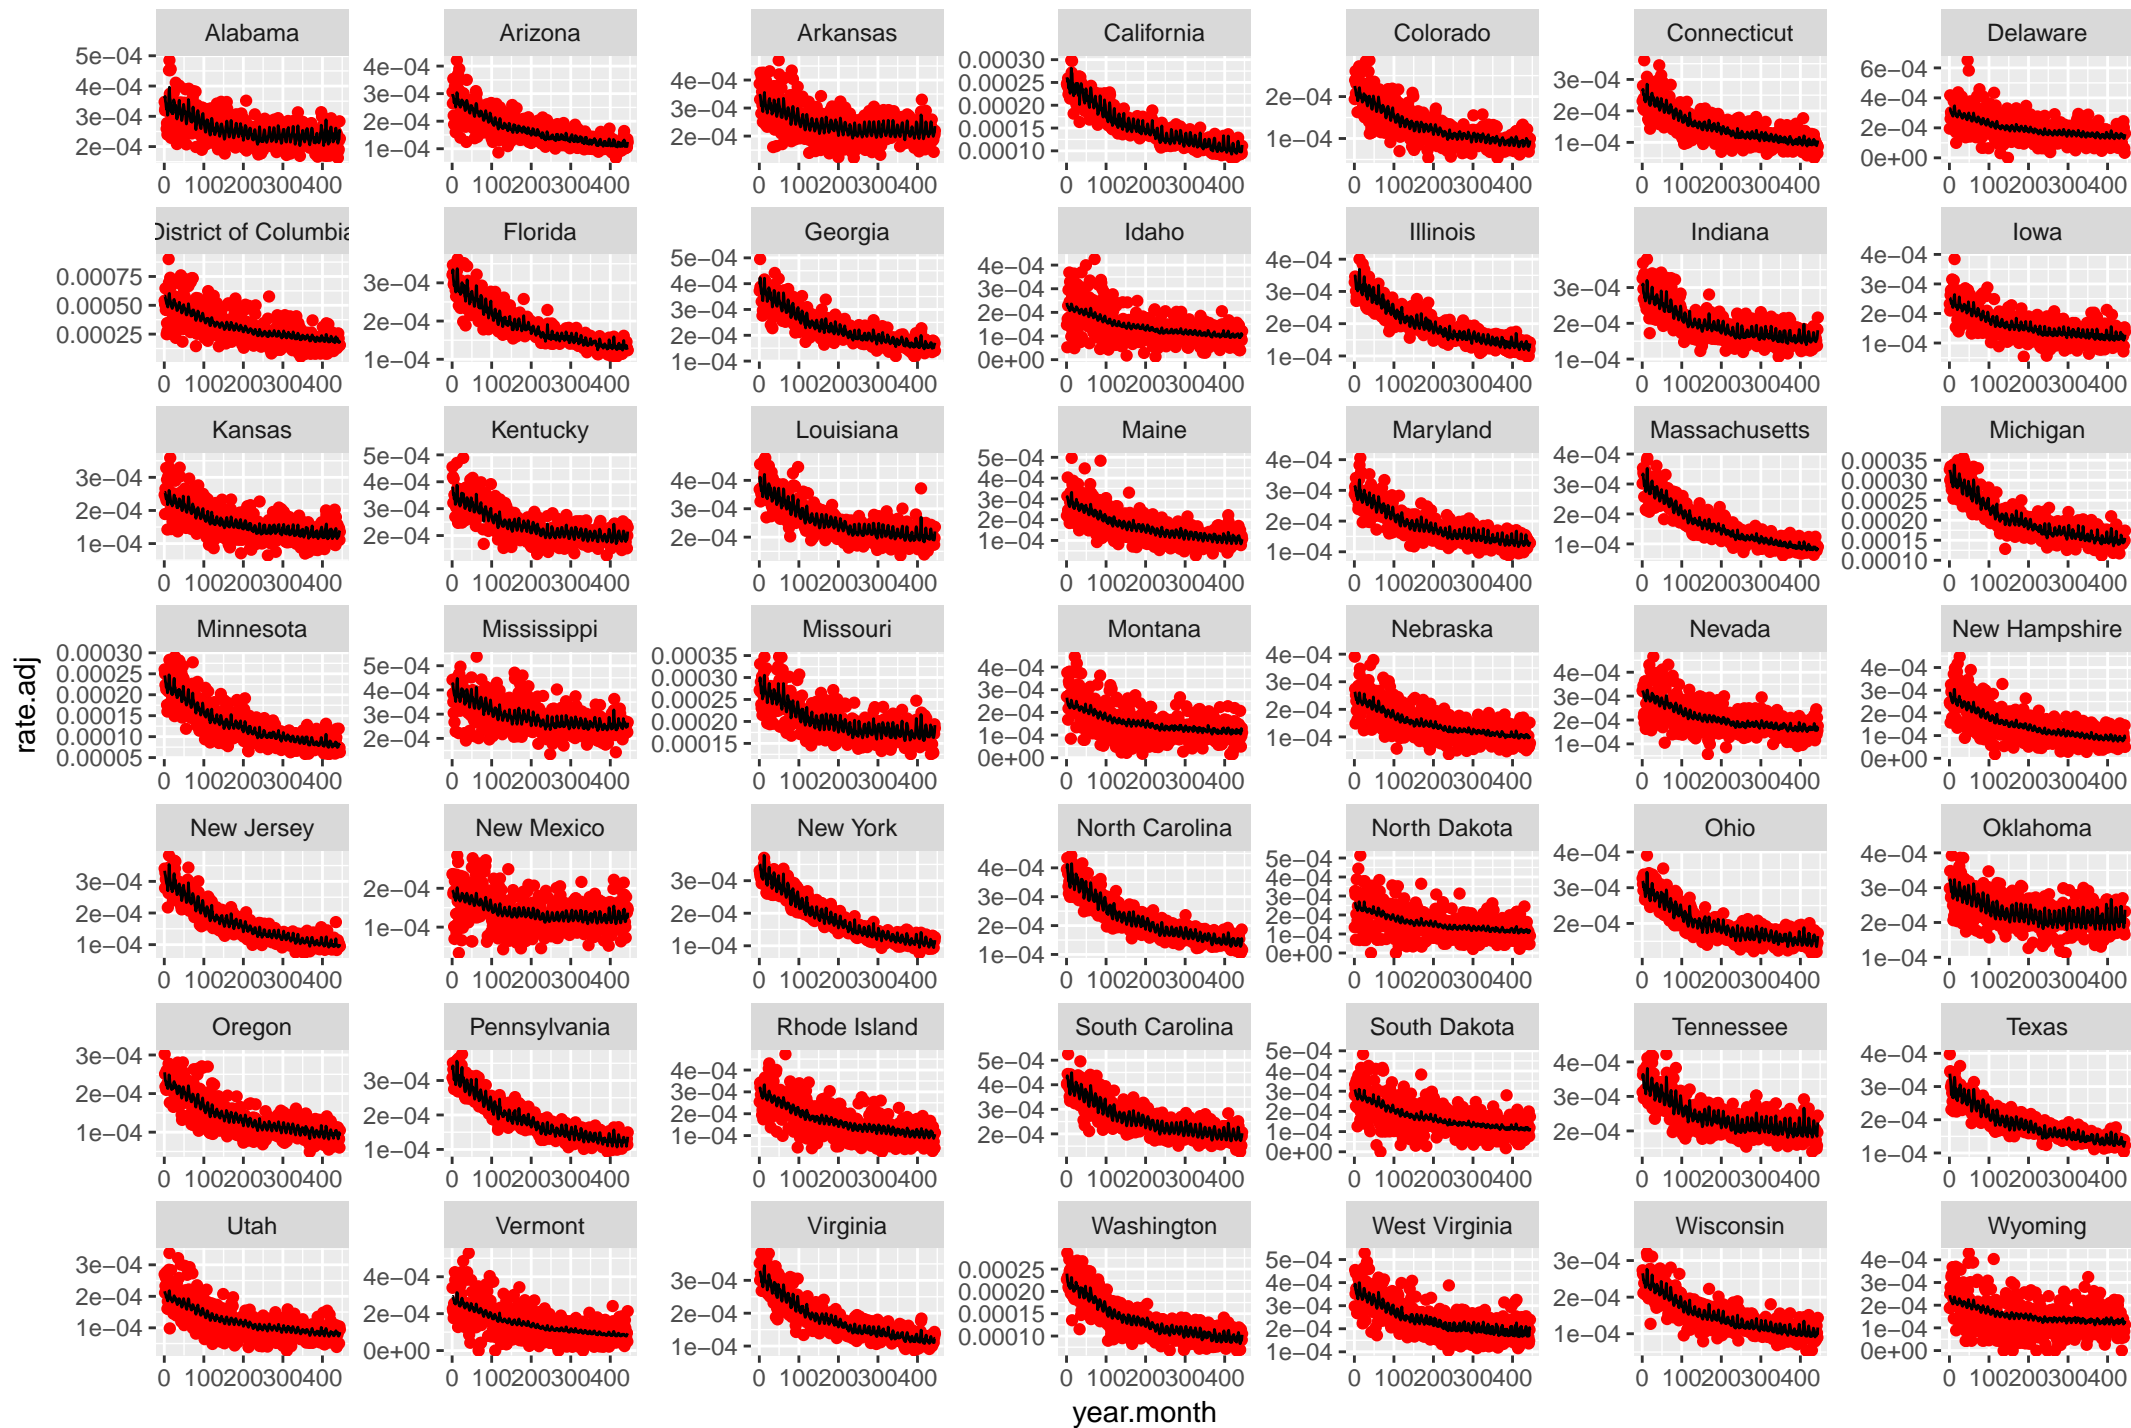 Alabama Arizona Arkansas California Colorado Connecticut Delaware
5e−04 4e−04 3e−04 2e−04
4e−04 3e−04 2e−04 1e−04
4e−04 3e−04 2e−04
0.00030 0.00025 0.00020 0.00015 0.00010
2e−04 1e−04
3e−04 2e−04 1e−04
6e−04 4e−04 2e−04 0e+00
0 100200300400 0 100200300400 0 100200300400 0 100200300400 0 100200300400 0 100200300400 0 100200300400
District of Columbia Florida Georgia Idaho Illinois Indiana Iowa
0.00075 0.00050 0.00025
3e−04 2e−04 1e−04
5e−04 4e−04 3e−04 2e−04 1e−04
4e−04 3e−04 2e−04 1e−04 0e+00
4e−04 3e−04 2e−04 1e−04
3e−04 2e−04 1e−04
4e−04 3e−04 2e−04 1e−04
0 100200300400 0 100200300400 0 100200300400 0 100200300400 0 100200300400 0 100200300400 0 100200300400
Kansas Kentucky Louisiana Maine Maryland Massachusetts Michigan
3e−04 2e−04 1e−04
5e−04 4e−04 3e−04 2e−04
4e−04 3e−04 2e−04
5e−04 4e−04 3e−04 2e−04 1e−04
4e−04 3e−04 2e−04 1e−04
4e−04 3e−04 2e−04 1e−04
0.00035 0.00030 0.00025 0.00020 0.00015 0.00010
0 100200300400 0 100200300400 0 100200300400 0 100200300400 0 100200300400 0 100200300400 0 100200300400
Minnesota Mississippi Missouri Montana Nebraska Nevada New Hampshire
0.00030 0.00025 0.00020 0.00015 0.00010 0.00005
5e−04 4e−04 3e−04 2e−04
0.00035 0.00030 0.00025 0.00020 0.00015
4e−04 3e−04 2e−04 1e−04 0e+00
4e−04 3e−04 2e−04 1e−04
4e−04 3e−04 2e−04 1e−04
4e−04 3e−04 2e−04 1e−04 0e+00
0 100200300400 0 100200300400 0 100200300400 0 100200300400 0 100200300400 0 100200300400 0 100200300400
New Jersey New Mexico New York North Carolina North Dakota Ohio Oklahoma
3e−04 2e−04 1e−04
2e−04 1e−04
3e−04 2e−04 1e−04
4e−04 3e−04 2e−04 1e−04
5e−04 4e−04 3e−04 2e−04 1e−04 0e+00
4e−04 3e−04 2e−04
4e−04 3e−04 2e−04 1e−04
0 100200300400 0 100200300400 0 100200300400 0 100200300400 0 100200300400 0 100200300400 0 100200300400
Oregon Pennsylvania Rhode Island South Carolina South Dakota Tennessee Texas
3e−04 2e−04 1e−04
3e−04 2e−04 1e−04
4e−04 3e−04 2e−04 1e−04
5e−04 4e−04 3e−04 2e−04
5e−04 4e−04 3e−04 2e−04 1e−04 0e+00
4e−04 3e−04 2e−04
4e−04 3e−04 2e−04 1e−04
0 100200300400 0 100200300400 0 100200300400 0 100200300400 0 100200300400 0 100200300400 0 100200300400
Utah Vermont Virginia Washington West Virginia Wisconsin Wyoming
3e−04 2e−04 1e−04
4e−04 2e−04 0e+00
3e−04 2e−04 1e−04
0.00025 0.00020 0.00015 0.00010
5e−04 4e−04 3e−04 2e−04 1e−04
3e−04 2e−04 1e−04
4e−04 3e−04 2e−04 1e−04 0e+00
0 100200300400 0 100200300400 0 100200300400 0 100200300400 0 100200300400 0 100200300400 0 100200300400
rate.adj
year.month